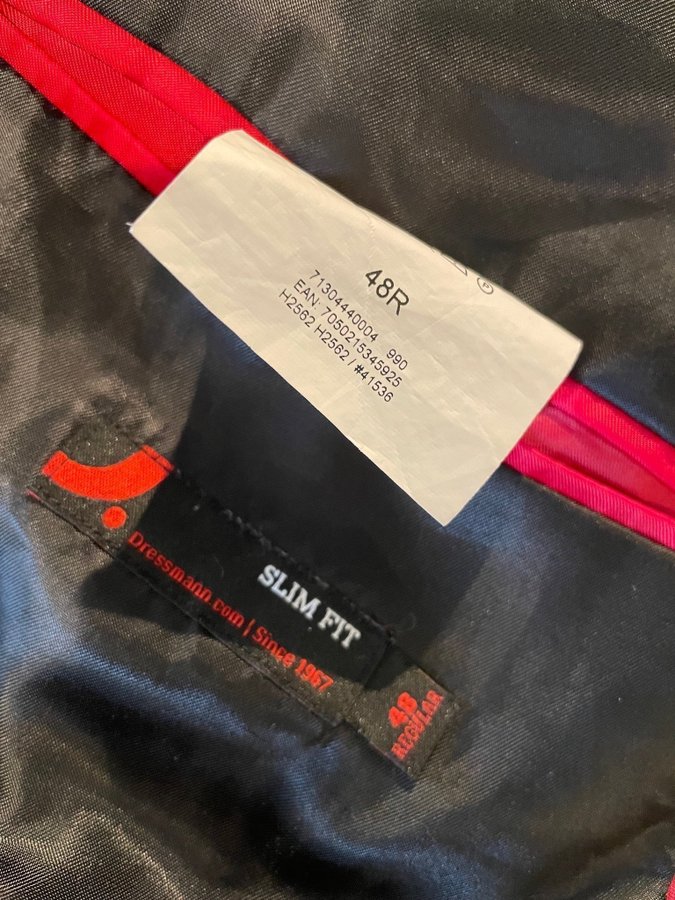 48R
71304440004 990
EAN: 7050215345925
H2562 H2562 / #41536
SLIM FIT
Dressmann.com | Since 1967
48
REGULAR